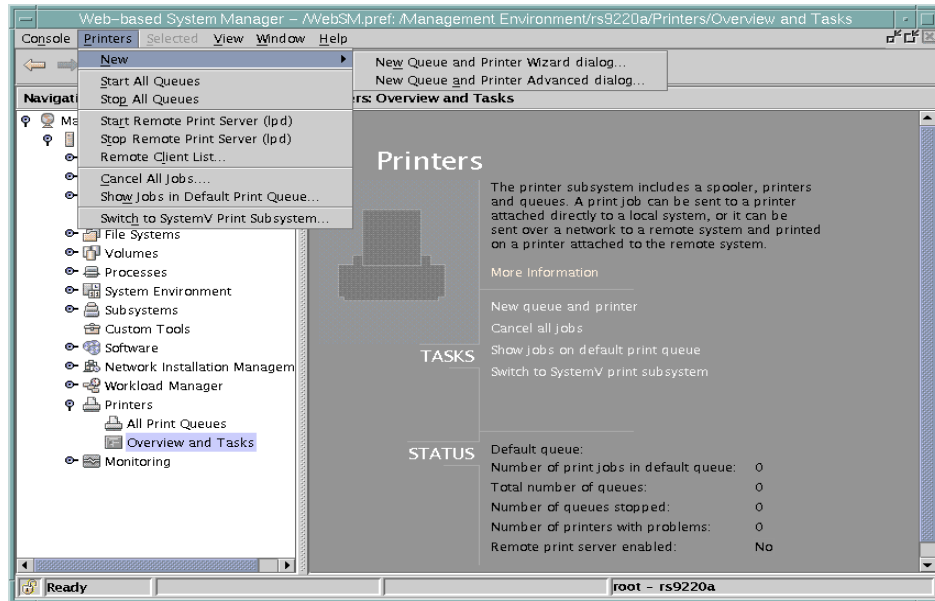 Web-based System Manager - /WebSM.pref: /Management Environment/rs9220a/Printers/Overview and Tasks
Console Printers Selected View Window Help
New
New Queue and Printer Wizard dialog...
New Queue and Printer Advanced dialog...
Start All Queues
Stop All Queues
Start Remote Print Server (lpd)
Stop Remote Print Server (lpd)
Remote Client List...
Cancel All Jobs....
Show Jobs in Default Print Queue...
Switch to SystemV Print Subsystem...
Navigati
rs: Overview and Tasks
Ma
File Systems
Volumes
Processes
System Environment
Subsystems
Custom Tools
Software
Network Installation Managem
Workload Manager
Printers
All Print Queues
Overview and Tasks
Monitoring
Printers
The printer subsystem includes a spooler, printers
and queues. A print job can be sent to a printer
attached directly to a local system, or it can be
sent over a network to a remote system and printed
on a printer attached to the remote system.
More Information
TASKS
New queue and printer
Cancel all jobs
Show jobs on default print queue
Switch to SystemV print subsystem
STATUS
Default queue:
Number of print jobs in default queue: 0
Total number of queues: 0
Number of queues stopped: 0
Number of printers with problems: 0
Remote print server enabled: No
Ready
root - rs9220a